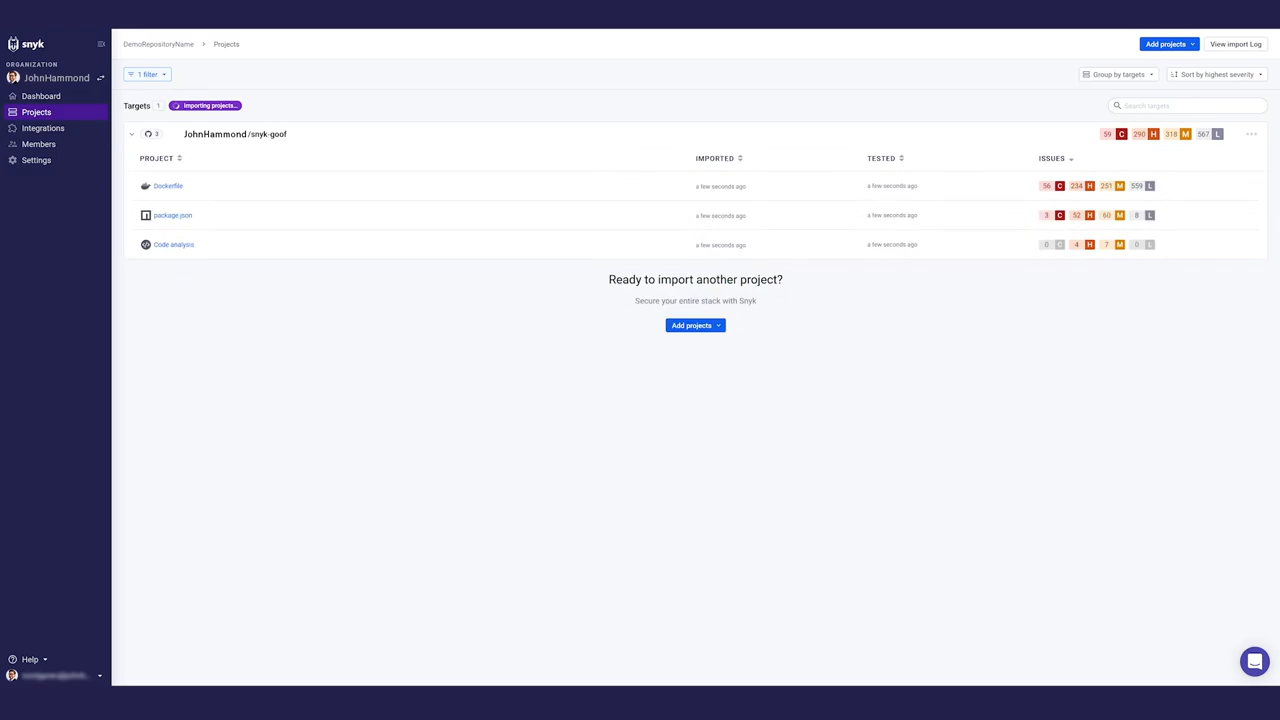 snyk
DemoRepositoryName > Projects
Add projects
View import Log
ORGANIZATION
JohnHammond
Dashboard
Projects
Integrations
Members
Settings
1 filter
Group by targets
Sort by highest severity
Targets 1 Importing projects...
Search targets
3 JohnHammond/snyk-goof 59 C 290 H 318 M 567 L
PROJECT IMPORTED TESTED ISSUES
Dockerfile a few seconds ago a few seconds ago 56 C 234 H 251 M 559 L
package.json a few seconds ago a few seconds ago 3 C 52 H 60 M 8 L
Code analysis a few seconds ago a few seconds ago 0 C 4 H 7 M 0 L
Ready to import another project?
Secure your entire stack with Snyk
Add projects
Help